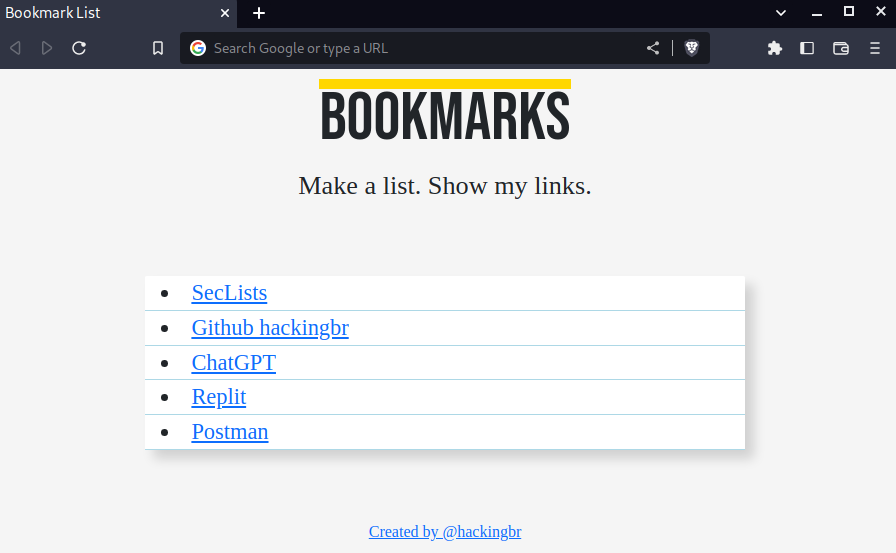 Bookmark List
Search Google or type a URL
BOOKMARKS
Make a list. Show my links.
SecLists
Github hackingbr
ChatGPT
Replit
Postman
Created by @hackingbr